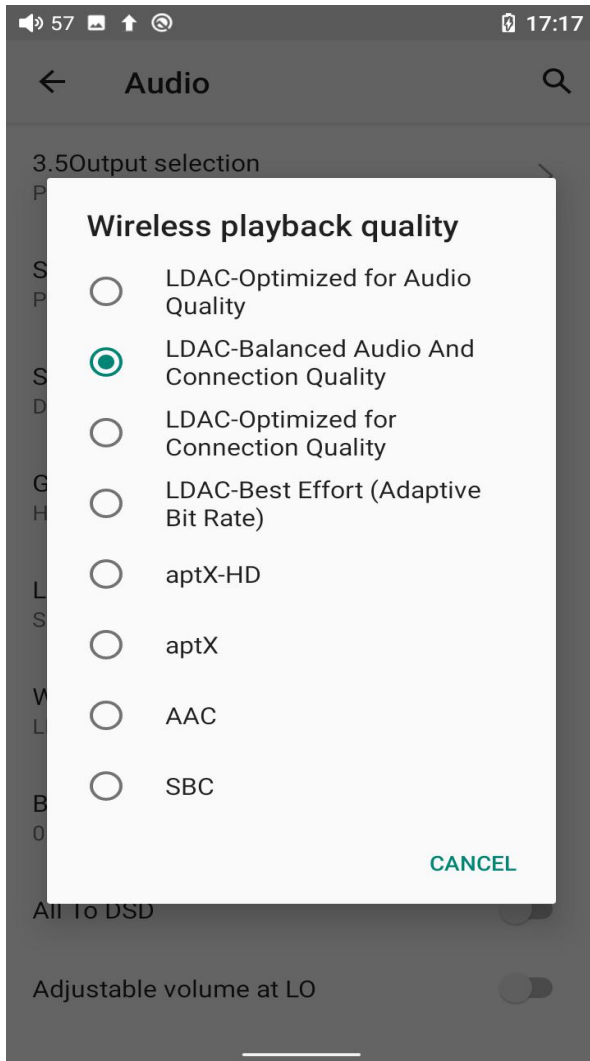 57 17:17
Audio
3.5Output selection
P
Wireless playback quality
S
P
LDAC-Optimized for Audio
Quality
LDAC-Balanced Audio And
Connection Quality
S
D
LDAC-Optimized for
Connection Quality
G
H
LDAC-Best Effort (Adaptive
Bit Rate)
aptX-HD
L
S
aptX
W
L
AAC
SBC
B
0
CANCEL
All To DSD
Adjustable volume at LO